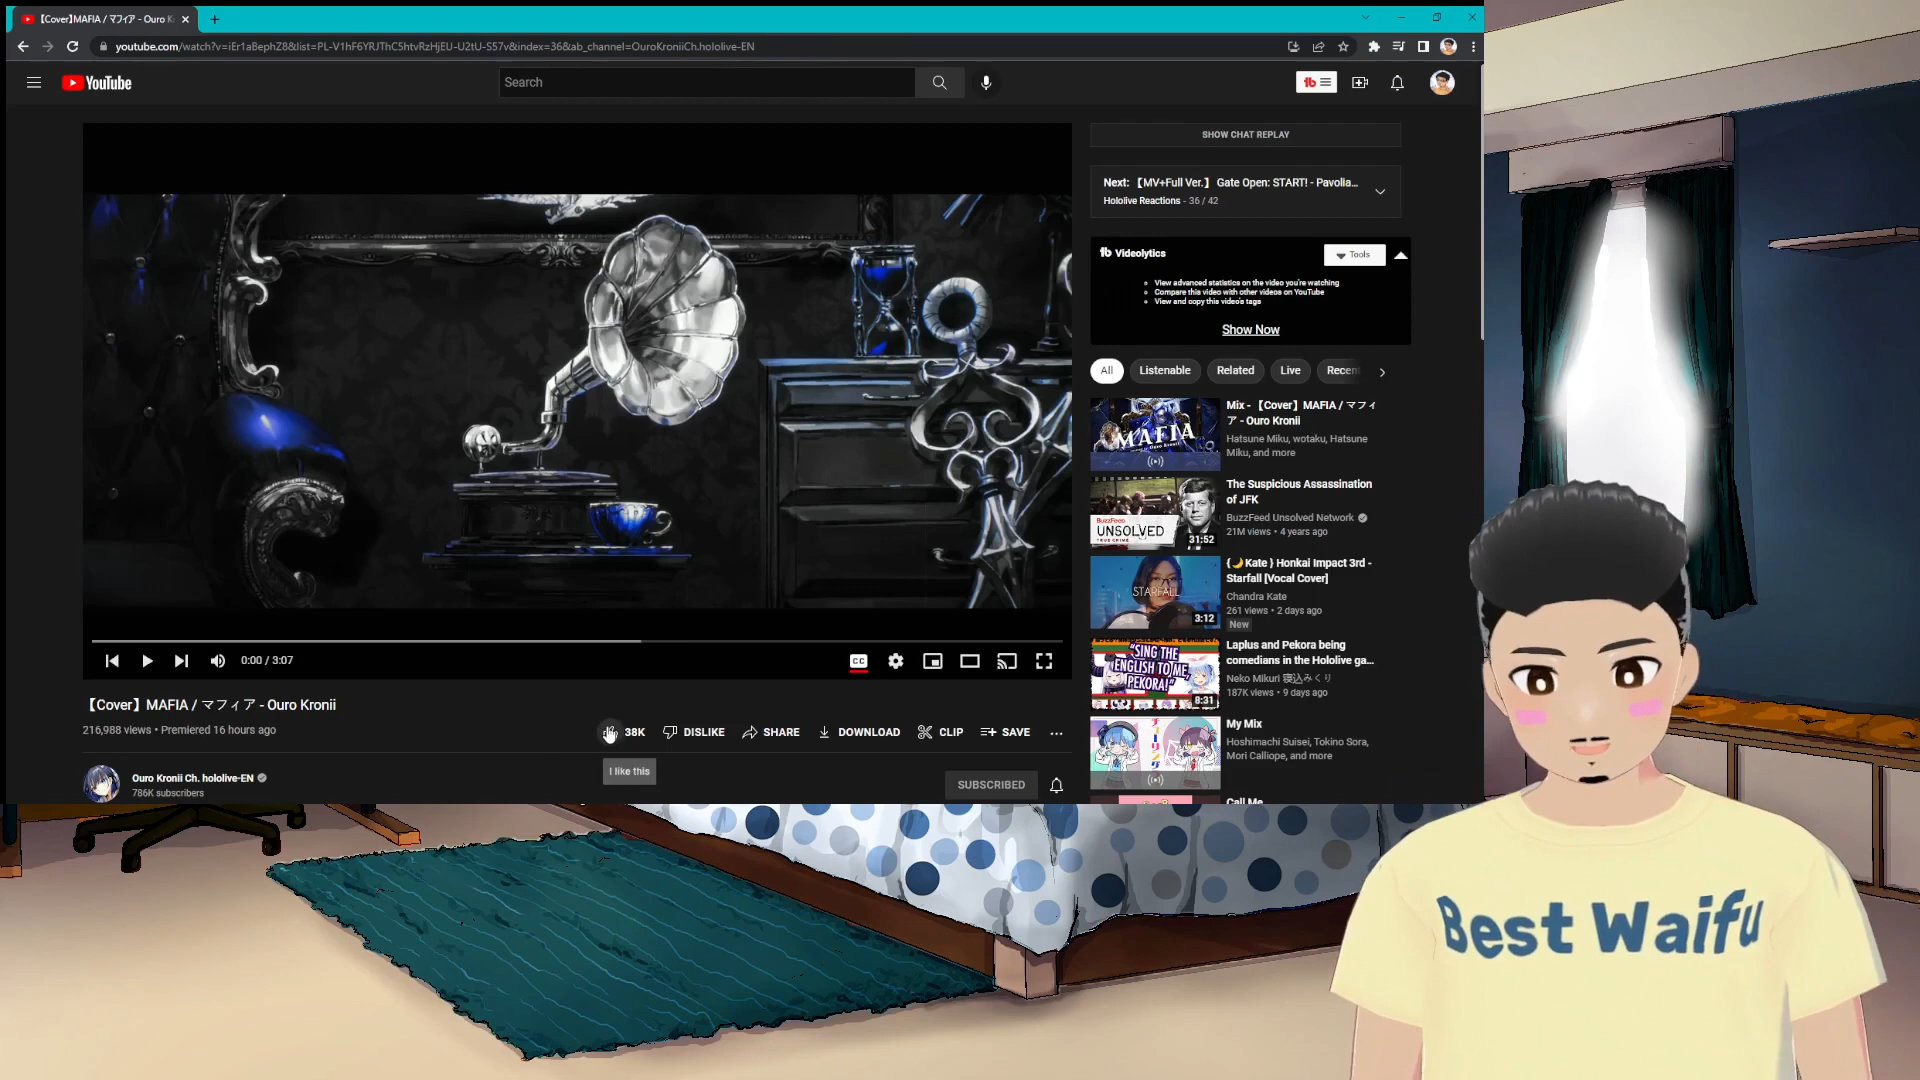 【Cover】MAFIA / マフィア - Ouro K
youtube.com/watch?v=iEr1aBephZ8&list=PL-V1hF6YRJThC5htvRzHjEU-U2tU-S57v&index=36&ab_channel=OuroKroniiCh.hololive-EN
YouTube
Search
SHOW CHAT REPLAY
Next: 【MV+Full Ver.】 Gate Open: START! - Pavolia...
Hololive Reactions - 36 / 42
Videolytics
Tools
View advanced statistics on the video you're watching
Compare this video with other videos on YouTube
View and copy this video's tags
Show Now
All
Listenable
Related
Live
Recent
MAFIA
Mix - 【Cover】MAFIA / マフィ
ア - Ouro Kronii
Hatsune Miku, wotaku, Hatsune
Miku, and more
BuzzFeed
UNSOLVED
31:52
The Suspicious Assassination
of JFK
BuzzFeed Unsolved Network
21M views • 4 years ago
STARFALL
3:12
{🌙Kate } Honkai Impact 3rd -
Starfall [Vocal Cover]
Chandra Kate
261 views • 2 days ago
New
"SING THE
ENGLISH TO ME,
PEKORA!"
8:31
Laplus and Pekora being
comedians in the Hololive ga...
Neko Mikuri 寝込みくり
187K views • 9 days ago
My Mix
Hoshimachi Suisei, Tokino Sora,
Mori Calliope, and more
Call Me
0:00 / 3:07
CC
【Cover】MAFIA / マフィア - Ouro Kronii
216,988 views • Premiered 16 hours ago
38K
DISLIKE
SHARE
DOWNLOAD
CLIP
SAVE
I like this
Ouro Kronii Ch. hololive-EN
786K subscribers
SUBSCRIBED
Best Waifu